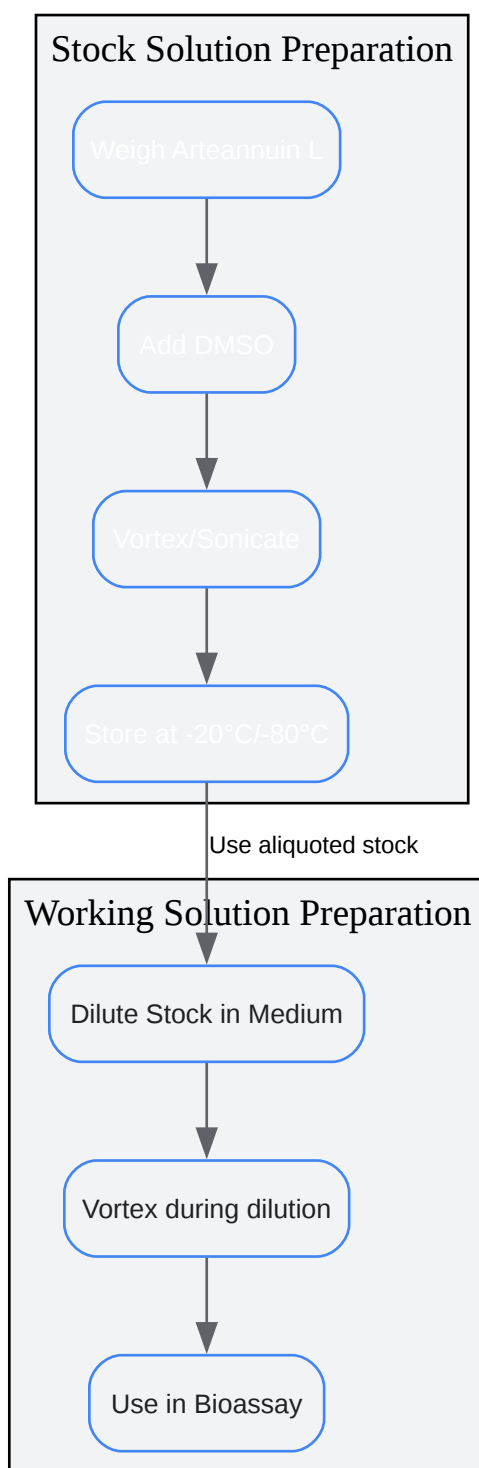 Stock Solution Preparation
Weigh Arteannuin L
Add DMSO
Vortex/Sonicate
Store at -20°C/-80°C
Use aliquoted stock
Working Solution Preparation
Dilute Stock in Medium
Vortex during dilution
Use in Bioassay